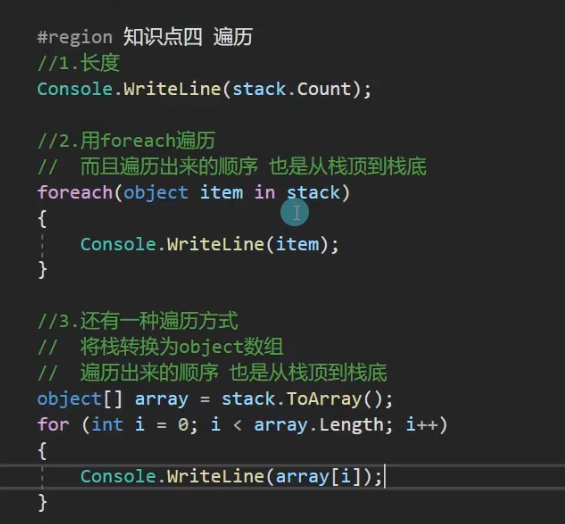 #region 知识点四 遍历
//1.长度
Console.WriteLine(stack.Count);
//2.用foreach遍历
//  而且遍历出来的顺序 也是从栈顶到栈底
foreach(object item in stack)
{
    Console.WriteLine(item);
}
//3.还有一种遍历方式
//  将栈转换为object数组
//  遍历出来的顺序 也是从栈顶到栈底
object[] array = stack.ToArray();
for (int i = 0; i < array.Length; i++)
{
    Console.WriteLine(array[i]);
}